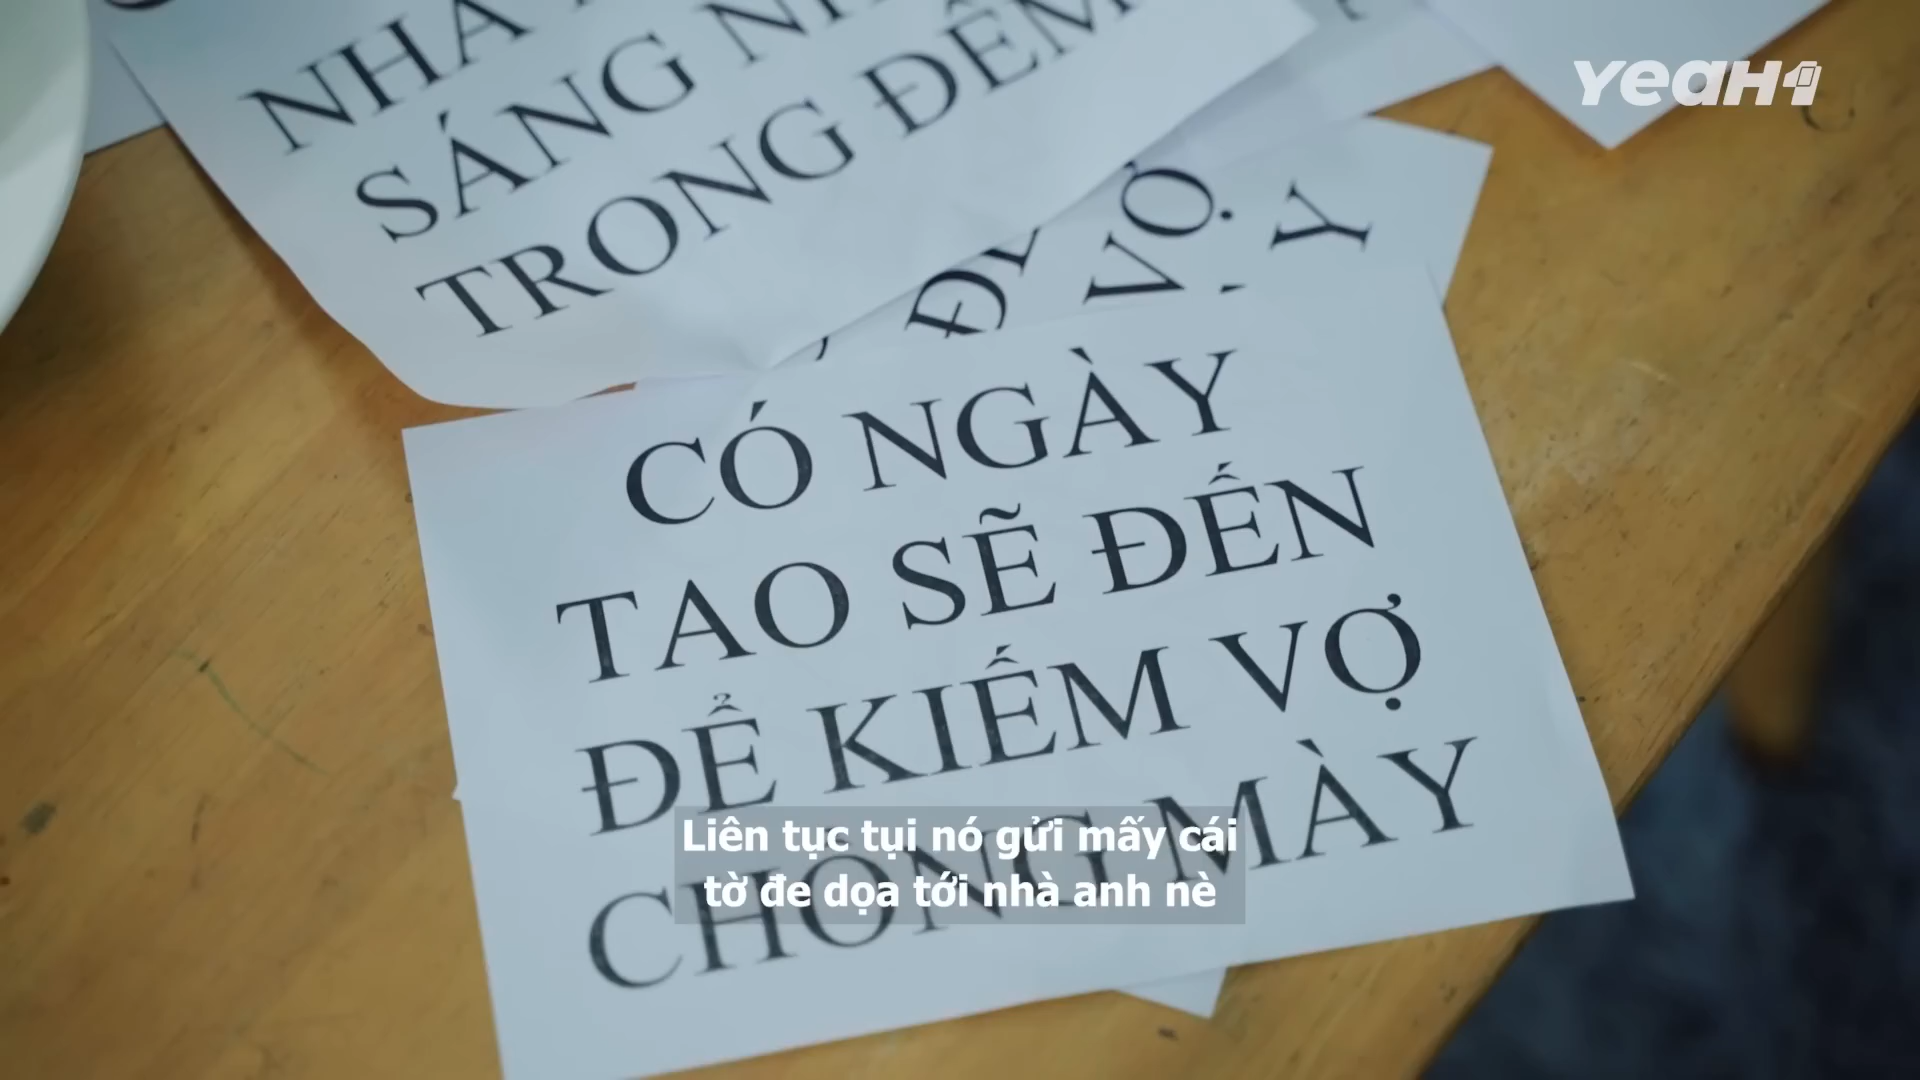 YEAH1
SÁNG
TRONG ĐÊM
VỢ
CÓ NGÀY
TAO SẼ ĐẾN
ĐỂ KIẾM VỢ
CHỒNG MÀY
Liên tục tụi nó gửi mấy cái
tờ đe dọa tới nhà anh nè